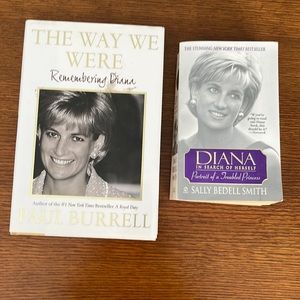 THE WAY WE
WERE
Remembering Diana
Author of the #1 New York Times Bestseller A Royal Duty
PAUL BURRELL
THE STUNNING NEW YORK TIMES BESTSELLER
DIANA
IN SEARCH OF HERSELF
Portrait of a Troubled Princess
SALLY BEDELL SMITH